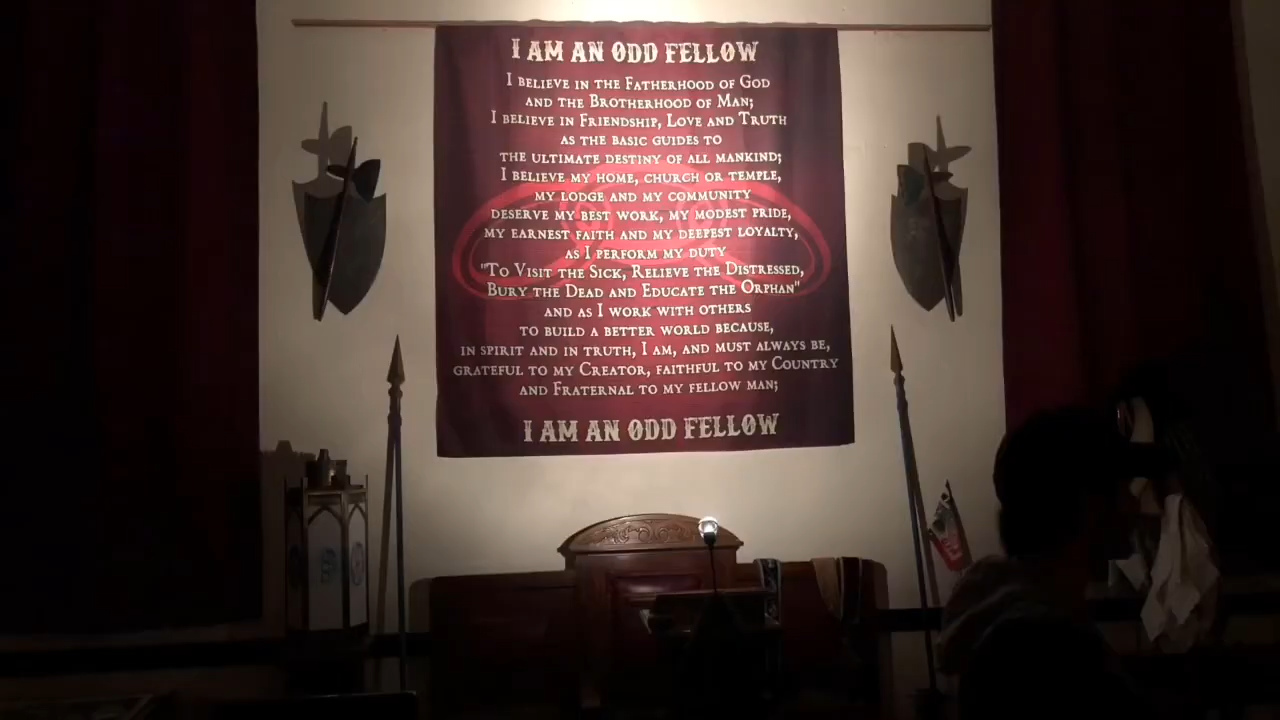 I AM AN ODD FELLOW
I BELIEVE IN THE FATHERHOOD OF GOD
AND THE BROTHERHOOD OF MAN;
I BELIEVE IN FRIENDSHIP, LOVE AND TRUTH
AS THE BASIC GUIDES TO
THE ULTIMATE DESTINY OF ALL MANKIND;
I BELIEVE MY HOME, CHURCH OR TEMPLE,
MY LODGE AND MY COMMUNITY
DESERVE MY BEST WORK, MY MODEST PRIDE,
MY EARNEST FAITH AND MY DEEPEST LOYALTY,
AS I PERFORM MY DUTY
"TO VISIT THE SICK, RELIEVE THE DISTRESSED,
BURY THE DEAD AND EDUCATE THE ORPHAN"
AND AS I WORK WITH OTHERS
TO BUILD A BETTER WORLD BECAUSE,
IN SPIRIT AND IN TRUTH, I AM, AND MUST ALWAYS BE,
GRATEFUL TO MY CREATOR, FAITHFUL TO MY COUNTRY
AND FRATERNAL TO MY FELLOW MAN;
I AM AN ODD FELLOW